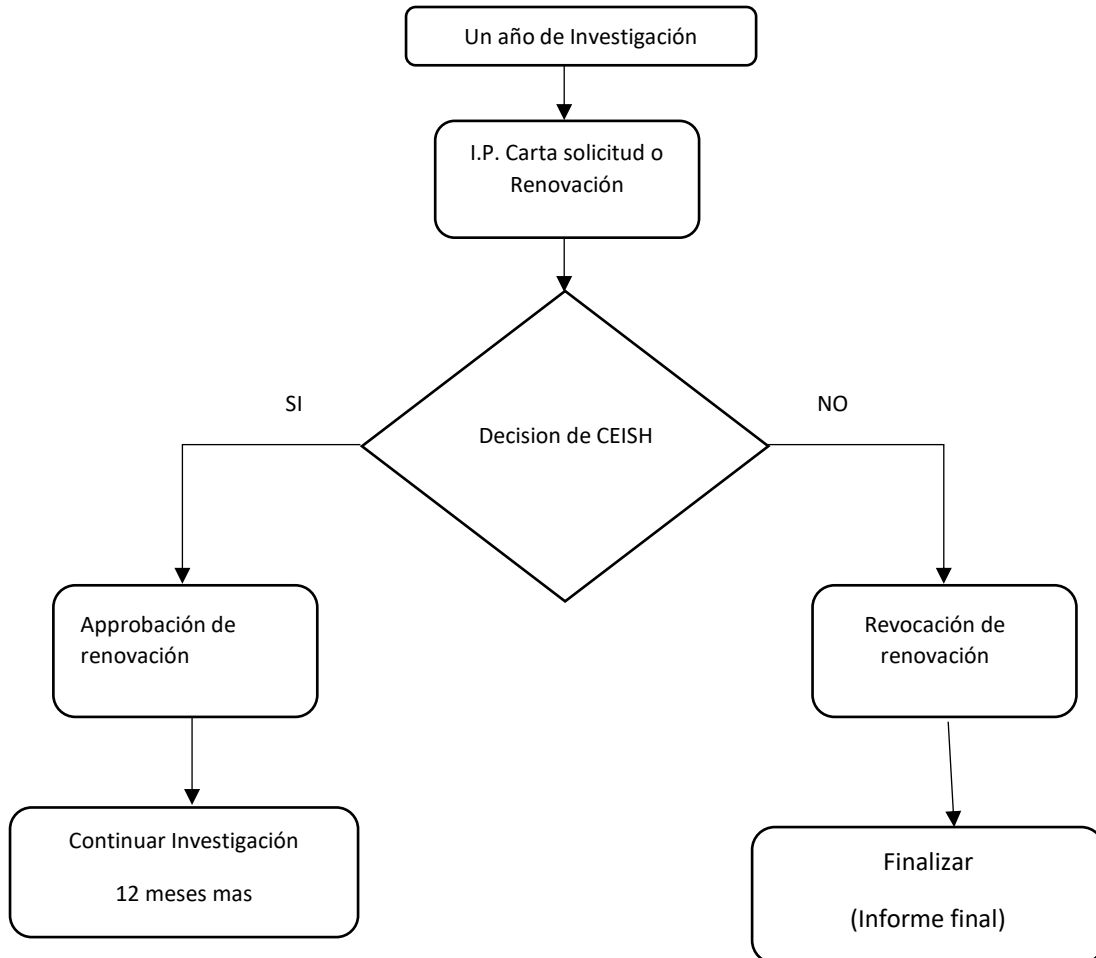 Un año de Investigación
I.P. Carta solicitud o
Renovación
SI
NO
Decision de CEISH
Approbación de
renovación
Revocación de
renovación
Continuar Investigación
12 meses mas
Finalizar
(Informe final)